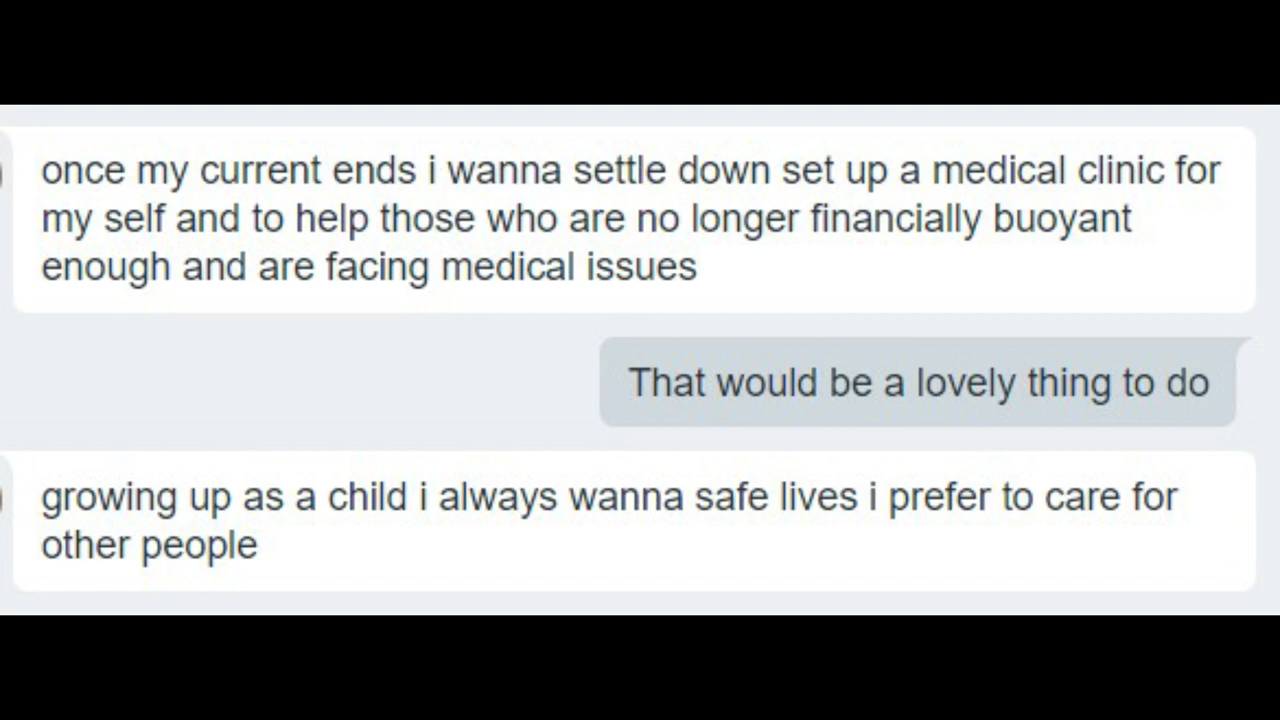 once my current ends i wanna settle down set up a medical clinic for
my self and to help those who are no longer financially buoyant
enough and are facing medical issues
That would be a lovely thing to do
growing up as a child i always wanna safe lives i prefer to care for
other people